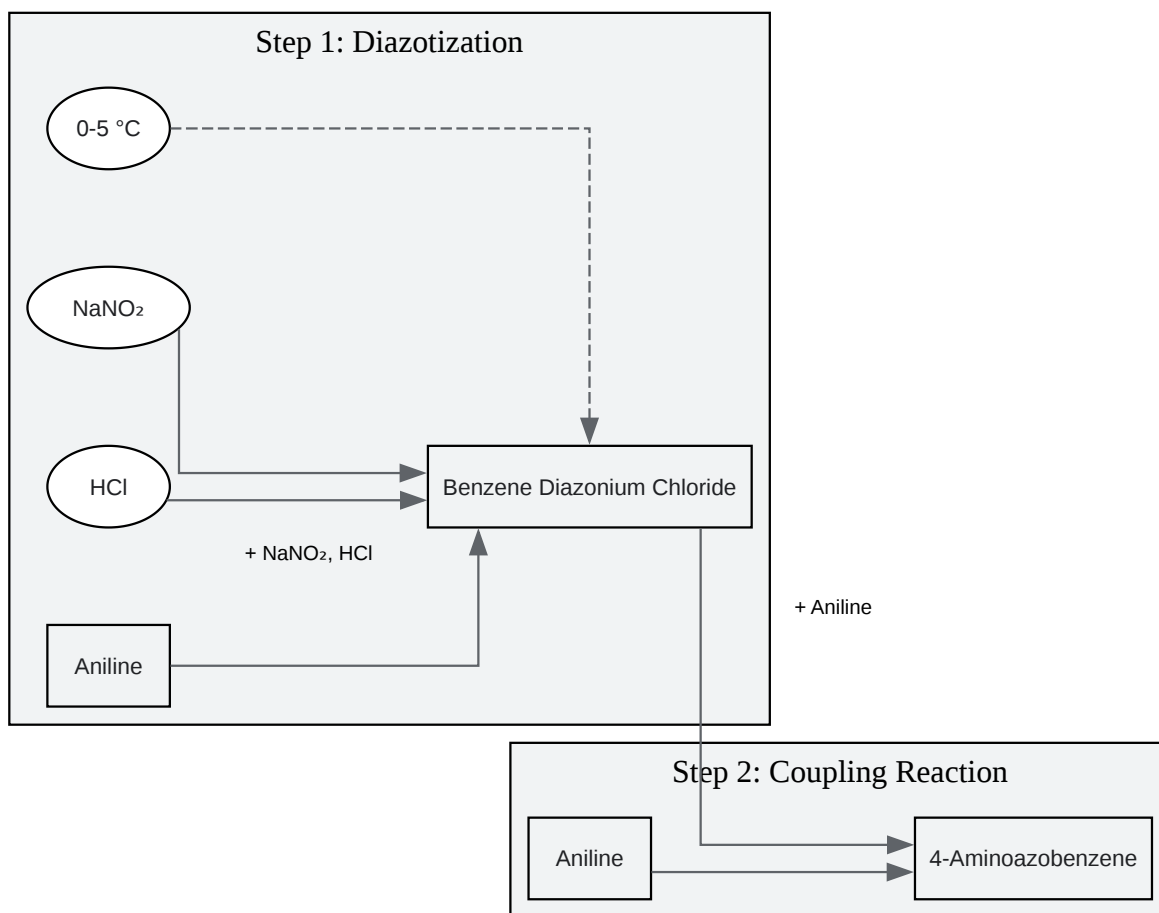 Step 1: Diazotization
0-5 °C
NaNO₂
HCl
Benzene Diazonium Chloride
+ NaNO₂, HCl
+ Aniline
Aniline
Step 2: Coupling Reaction
Aniline
4-Aminoazobenzene